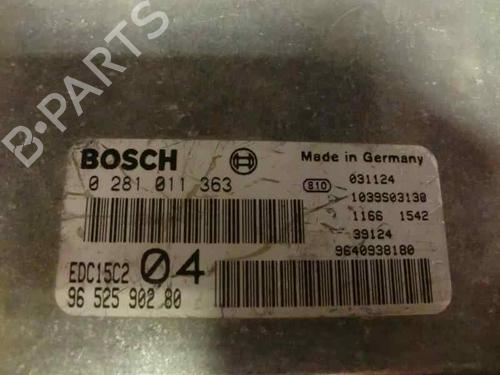 B-PARTS
BOSCH
Made in Germany
0 281 011 363
S10
031124
1039S03130
1166 1542
39124
9640938180
EDC15C2 04
96 525 902 80